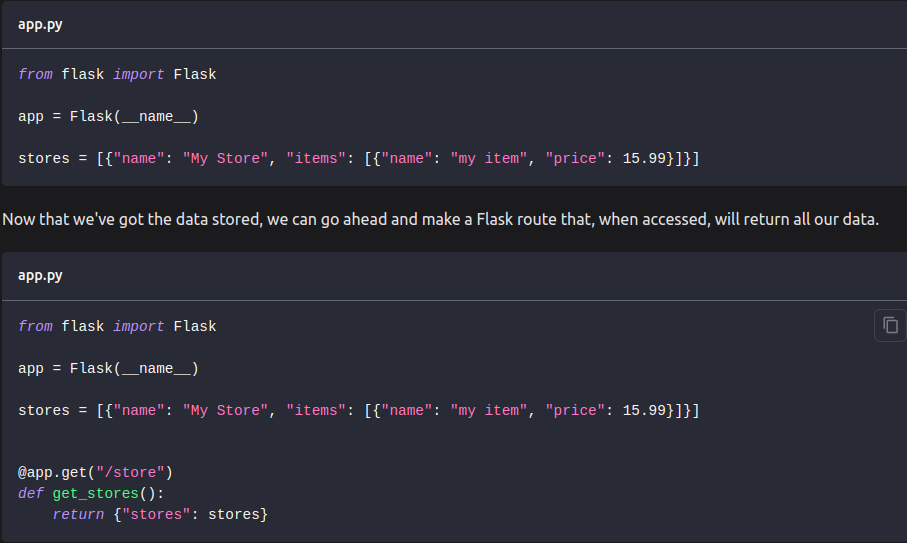 app.py
from flask import Flask
app = Flask(__name__)
stores = [{"name": "My Store", "items": [{"name": "my item", "price": 15.99}]}]
Now that we've got the data stored, we can go ahead and make a Flask route that, when accessed, will return all our data.
app.py
from flask import Flask
app = Flask(__name__)
stores = [{"name": "My Store", "items": [{"name": "my item", "price": 15.99}]}]
@app.get("/store")
def get_stores():
    return {"stores": stores}